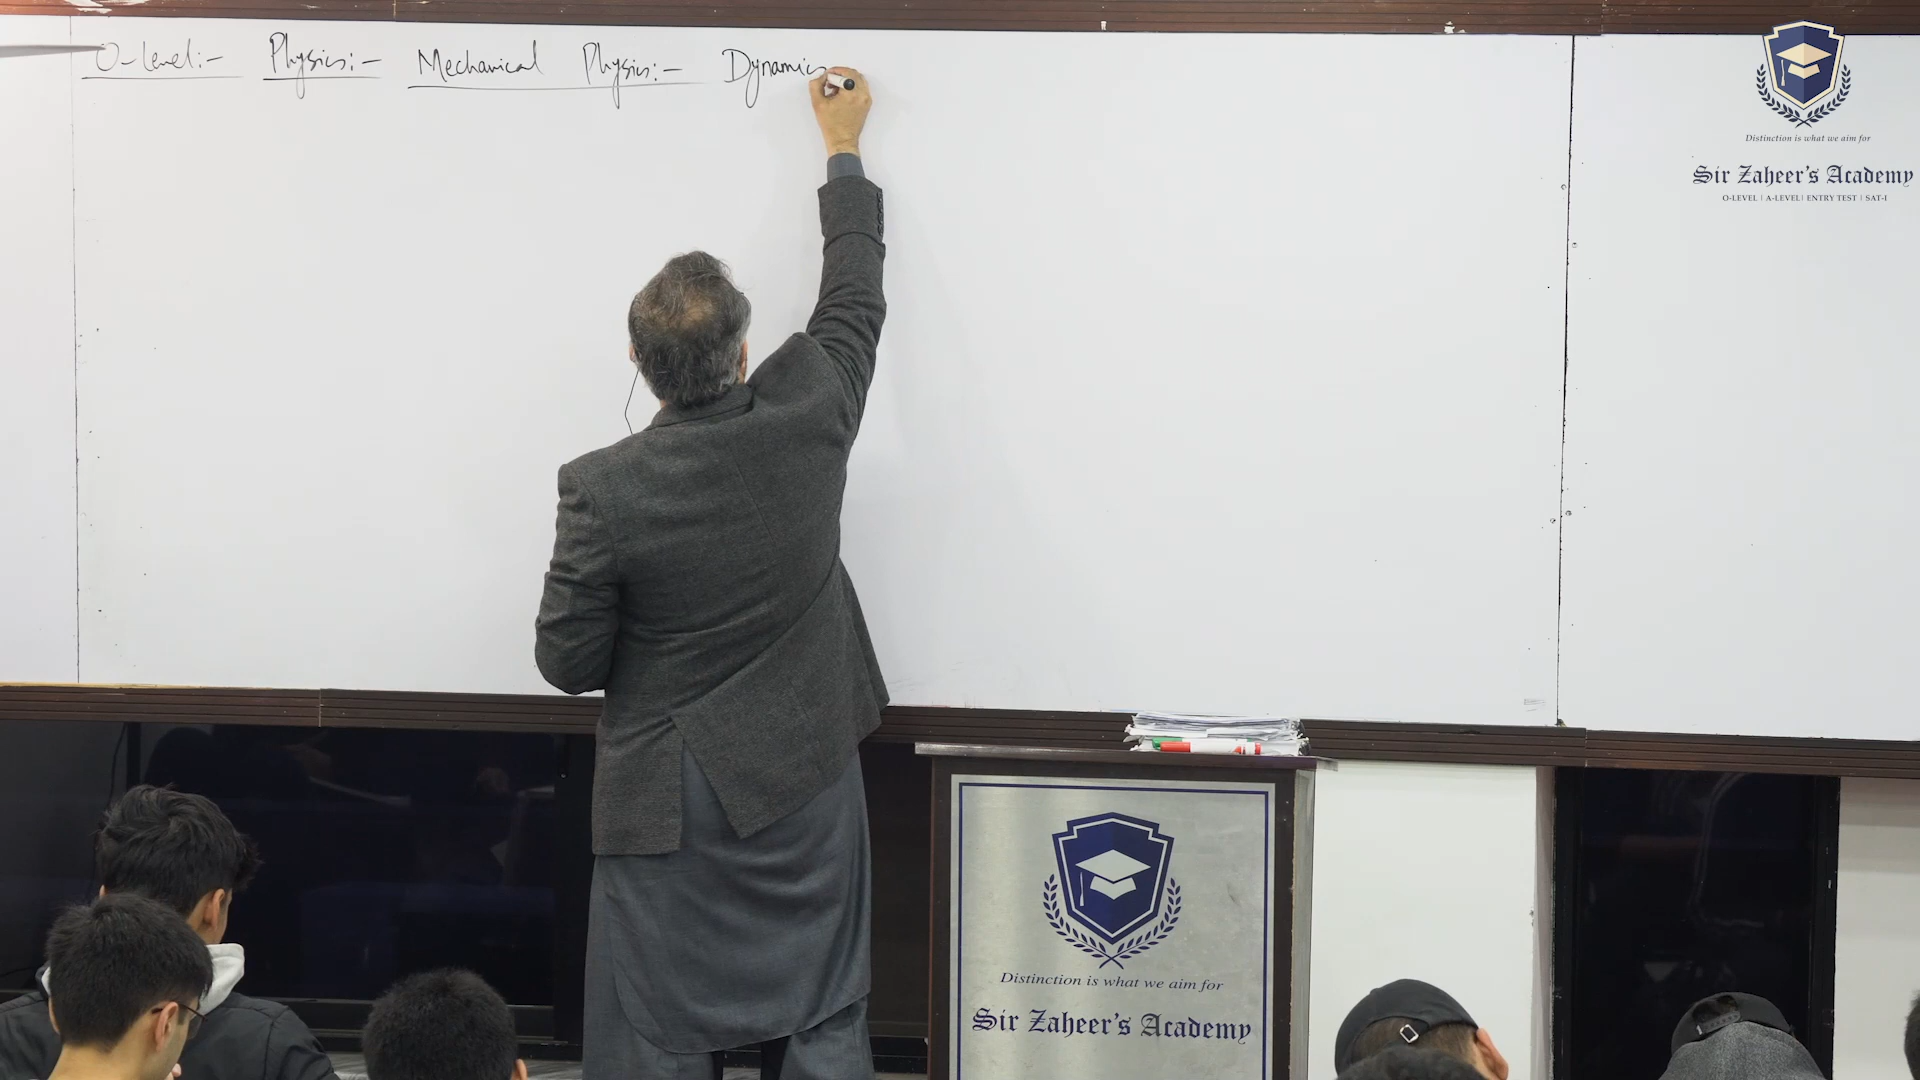 O-level:- Physics:- Mechanical Physics:- Dynamics
Distinction is what we aim for
Sir Zaheer's Academy
O-LEVEL | A-LEVEL | ENTRY TEST | SAT-I
Distinction is what we aim for
Sir Zaheer's Academy